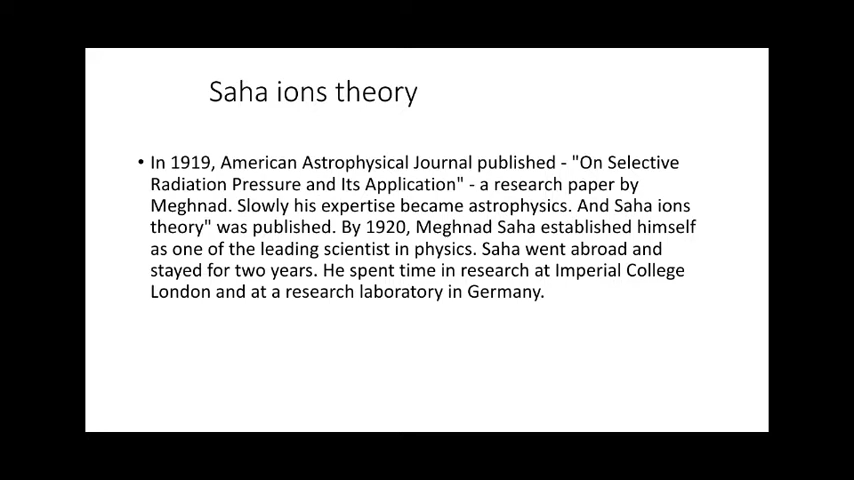 Saha ions theory
• In 1919, American Astrophysical Journal published - "On Selective
Radiation Pressure and Its Application" - a research paper by
Meghnad. Slowly his expertise became astrophysics. And Saha ions
theory" was published. By 1920, Meghnad Saha established himself
as one of the leading scientist in physics. Saha went abroad and
stayed for two years. He spent time in research at Imperial College
London and at a research laboratory in Germany.